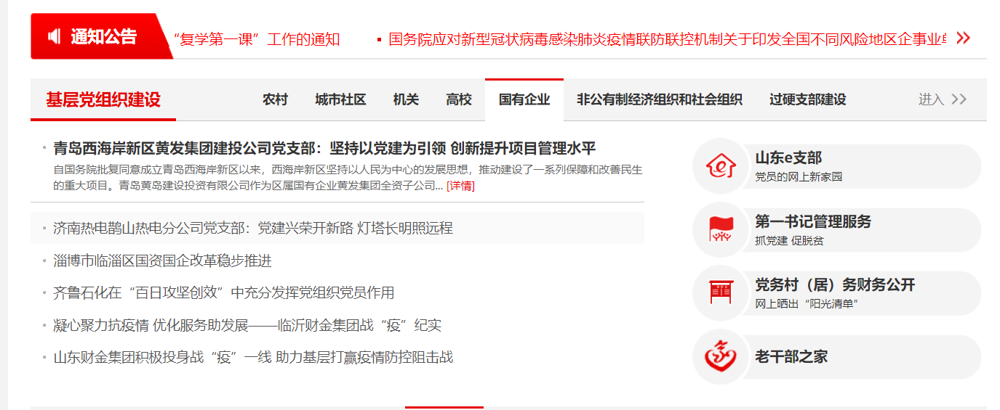 通知公告
“复学第一课”工作的通知
国务院应对新型冠状病毒感染肺炎疫情联防联控机制关于印发全国不同风险地区企事业
基层党组织建设
农村
城市社区
机关
高校
国有企业
非公有制经济组织和社会组织
过硬支部建设
进入
青岛西海岸新区黄发集团建投公司党支部：坚持以党建为引领 创新提升项目管理水平
自国务院批复同意成立青岛西海岸新区以来，西海岸新区坚持以人民为中心的发展思想，推动建设了一系列保障和改善民生
的重大项目。青岛黄岛建设投资有限公司作为区属国有企业黄发集团全资子公司... [详情]
济南热电鹊山热电分公司党支部：党建兴荣开新路 灯塔长明照远程
淄博市临淄区国资国企改革稳步推进
齐鲁石化在“百日攻坚创效”中充分发挥党组织党员作用
凝心聚力抗疫情 优化服务助发展——临沂财金集团战“疫”纪实
山东财金集团积极投身战“疫”一线 助力基层打赢疫情防控阻击战
山东e支部
党员的网上新家园
第一书记管理服务
抓党建 促脱贫
党务村（居）务财务公开
网上晒出“阳光清单”
老干部之家